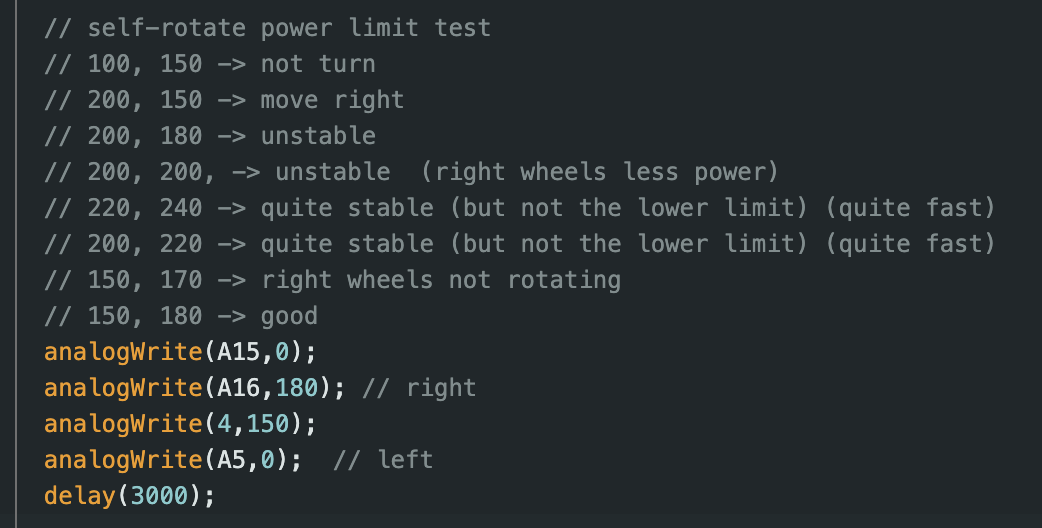 // self-rotate power limit test
// 100, 150 -> not turn
// 200, 150 -> move right
// 200, 180 -> unstable
// 200, 200, -> unstable  (right wheels less power)
// 220, 240 -> quite stable (but not the lower limit) (quite fast)
// 200, 220 -> quite stable (but not the lower limit) (quite fast)
// 150, 170 -> right wheels not rotating
// 150, 180 -> good
analogWrite(A15,0);
analogWrite(A16,180); // right
analogWrite(4,150);
analogWrite(A5,0);  // left
delay(3000);